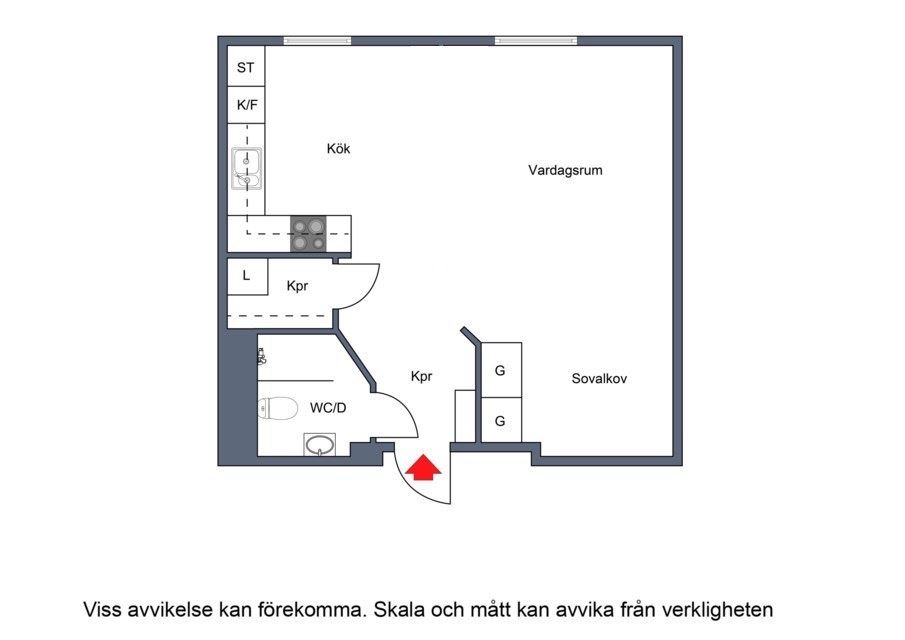 ST
K/F
Kök
Vardagsrum
L
Kpr
Kpr
G
Sovalkov
WC/D
G
Viss avvikelse kan förekomma. Skala och mått kan avvika från verkligheten